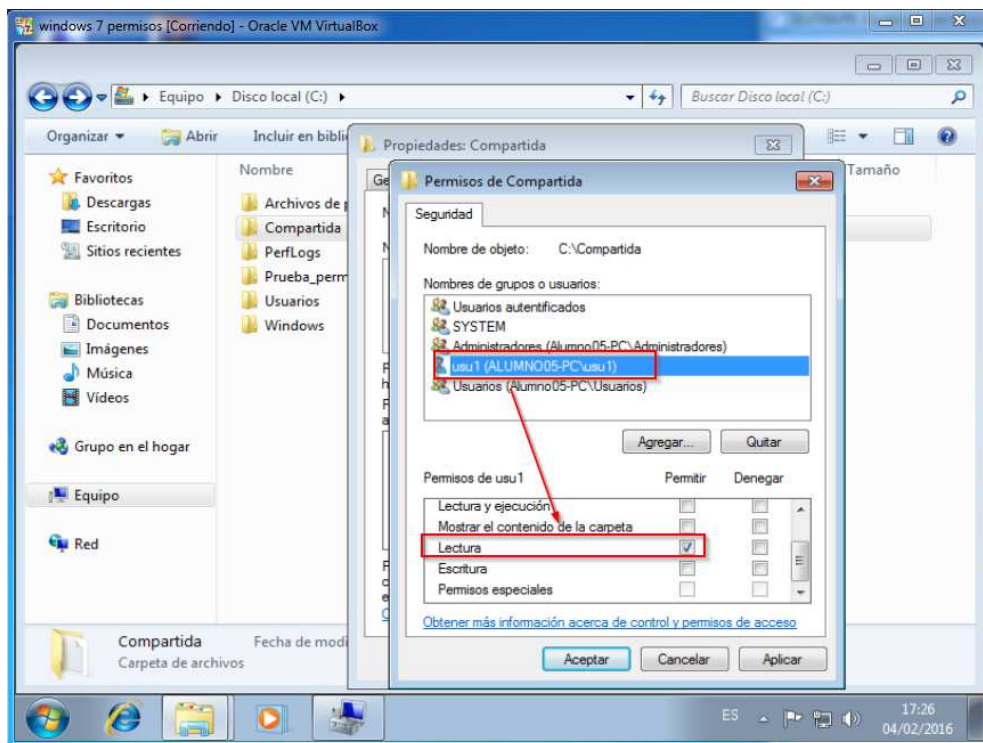 windows 7 permisos [Corriendo] - Oracle VM VirtualBox
Equipo Disco local (C:)
Buscar Disco local (C:)
Organizar Abrir Incluir en bibli
Propiedades: Compartida
Favoritos
Descargas
Escritorio
Sitios recientes
Bibliotecas
Documentos
Imágenes
Música
Vídeos
Grupo en el hogar
Equipo
Red
Nombre
Tamaño
Archivos de p
Compartida
PerfLogs
Prueba_perm
Usuarios
Windows
Ge
Permisos de Compartida
Seguridad
Nombre de objeto: C:\Compartida
Nombres de grupos o usuarios:
Usuarios autentificados
SYSTEM
Administradores (Alumno05-PC\Administradores)
usu1 (ALUMNO05-PC\usu1)
Usuarios (Alumno05-PC\Usuarios)
Agregar... Quitar
Permisos de usu1 Permitir Denegar
Lectura y ejecución
Mostrar el contenido de la carpeta
Lectura
Escritura
Permisos especiales
Obtener más información acerca de control y permisos de acceso
Aceptar Cancelar Aplicar
Compartida Fecha de modi
Carpeta de archivos
ES 17:26
04/02/2016